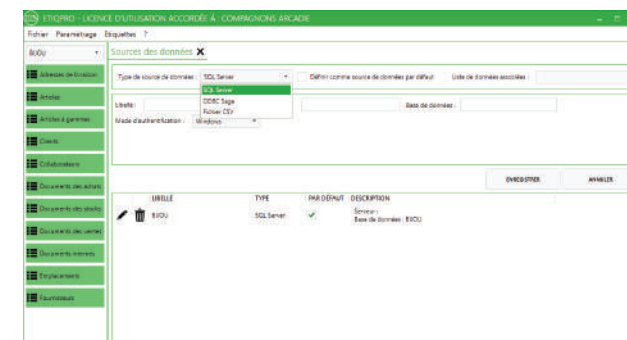 ETIQPRO - LICENCE D'UTILISATION ACCORDÉE À : COMPAGNONS ARCADIE
Fichier Paramétrage Etiquettes ?
BIJOU
Sources des données X
Adresses de livraison
Type de source de données : SQL Server
Définir comme source de données par défaut
Liste de données associées :
SQL Server
ODBC Sage
Fichier CSV
Articles
Libellé :
Base de données :
Articles à gammes
Mode d'authentification : Windows
Clients
Collaborateurs
ENREGISTRER
ANNULER
Documents des achats
LIBELLE TYPE PAR DÉFAUT DESCRIPTION
Documents des stocks
BIJOU SQL Server
Serveur :
Base de données : BIJOU
Documents des ventes
Documents internes
Emplacements
Fournisseurs